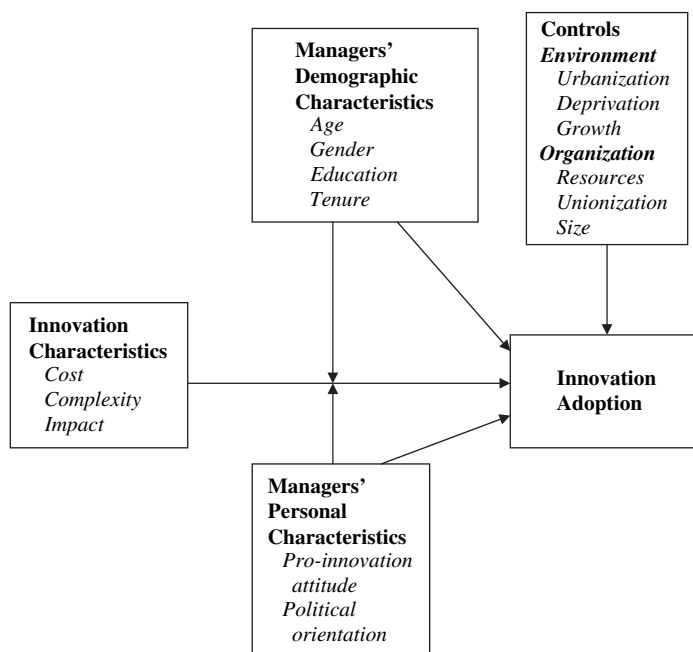 Managers'
Demographic
Characteristics
Age
Gender
Education
Tenure
Controls
Environment
Urbanization
Deprivation
Growth
Organization
Resources
Unionization
Size
Innovation
Characteristics
Cost
Complexity
Impact
Innovation
Adoption
Managers'
Personal
Characteristics
Pro-innovation
attitude
Political
orientation